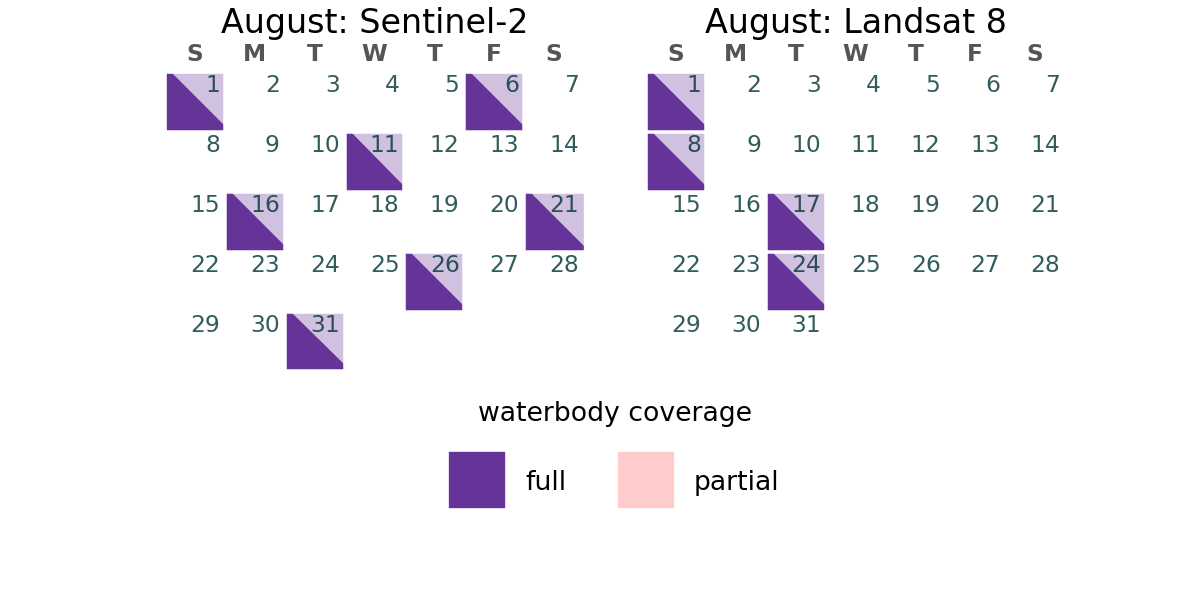 August: Sentinel-2
S M T W T F S
1 2 3 4 5 6 7
8 9 10 11 12 13 14
15 16 17 18 19 20 21
22 23 24 25 26 27 28
29 30 31
August: Landsat 8
S M T W T F S
1 2 3 4 5 6 7
8 9 10 11 12 13 14
15 16 17 18 19 20 21
22 23 24 25 26 27 28
29 30 31
waterbody coverage
full partial